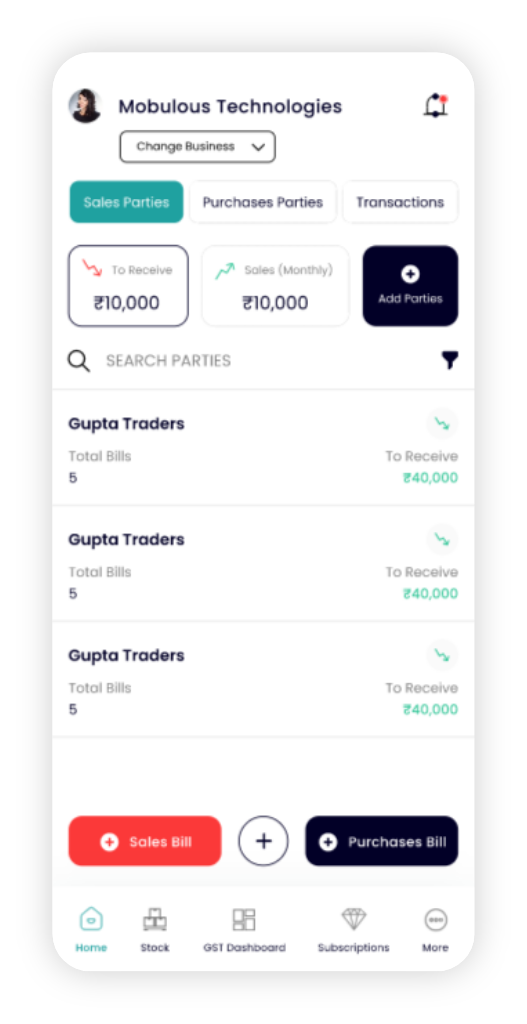 Mobulous Technologies
Change Business
Sales Parties Purchases Parties Transactions
To Receive Sales (Monthly)
₹10,000 ₹10,000 Add Parties
SEARCH PARTIES
Gupta Traders
Total Bills To Receive
5 ₹40,000
Gupta Traders
Total Bills To Receive
5 ₹40,000
Gupta Traders
Total Bills To Receive
5 ₹40,000
Sales Bill + Purchases Bill
Home Stock GST Dashboard Subscriptions More